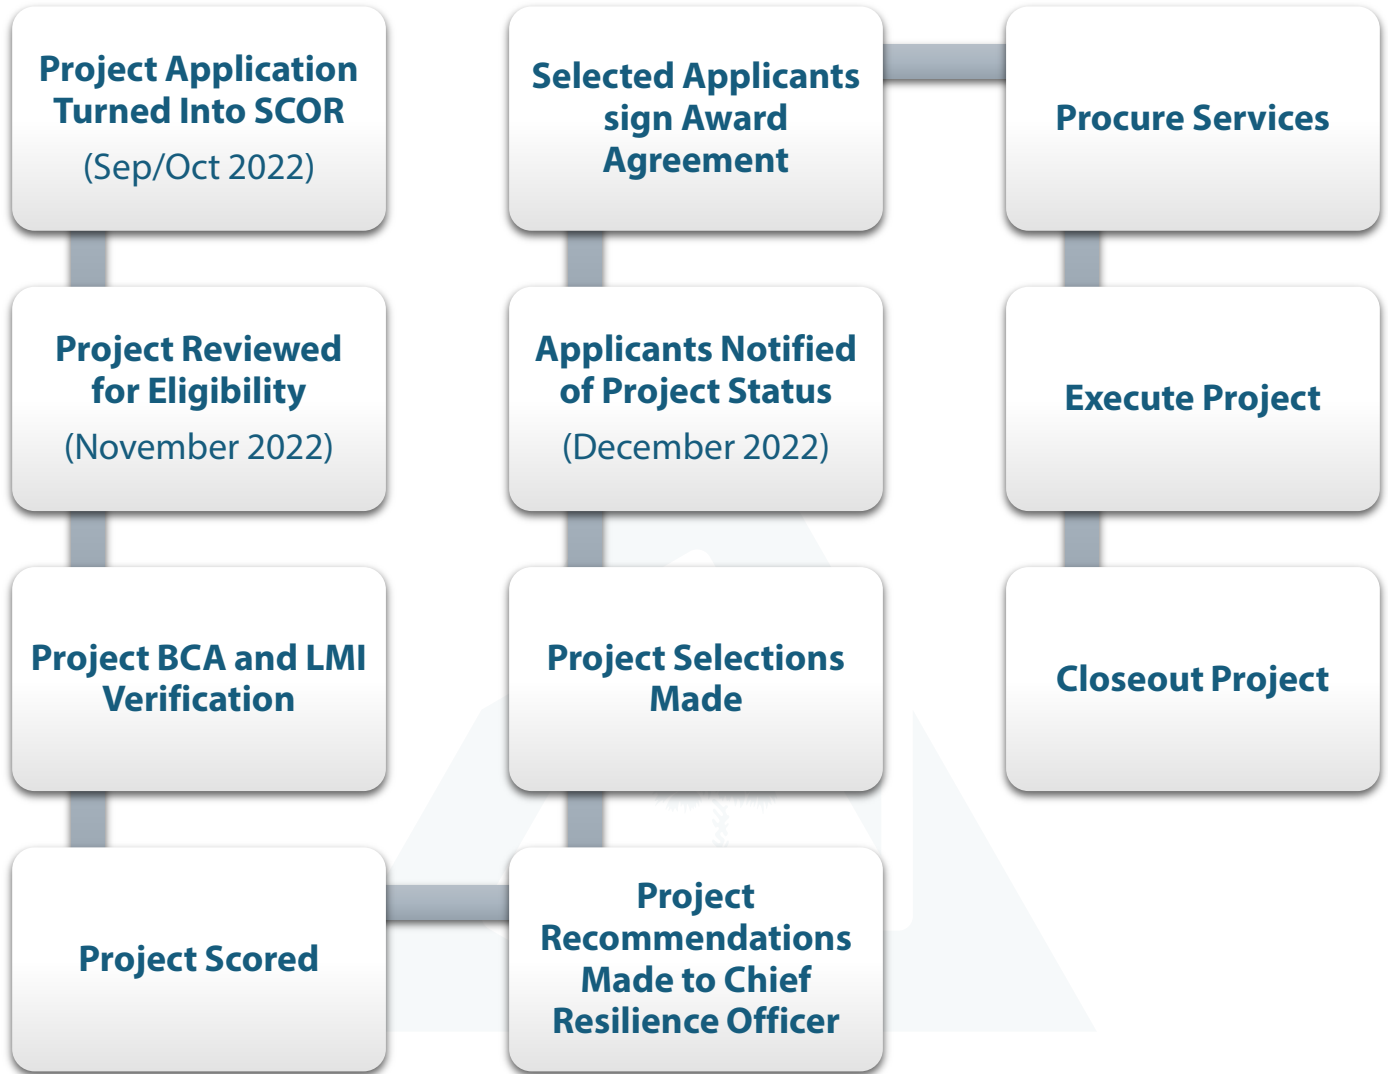 Project Application
Turned Into SCOR
(Sep/Oct 2022)
Project Reviewed
for Eligibility
(November 2022)
Project BCA and LMI
Verification
Project Scored
Project
Recommendations
Made to Chief
Resilience Officer
Project Selections
Made
Applicants Notified
of Project Status
(December 2022)
Selected Applicants
sign Award
Agreement
Procure Services
Execute Project
Closeout Project